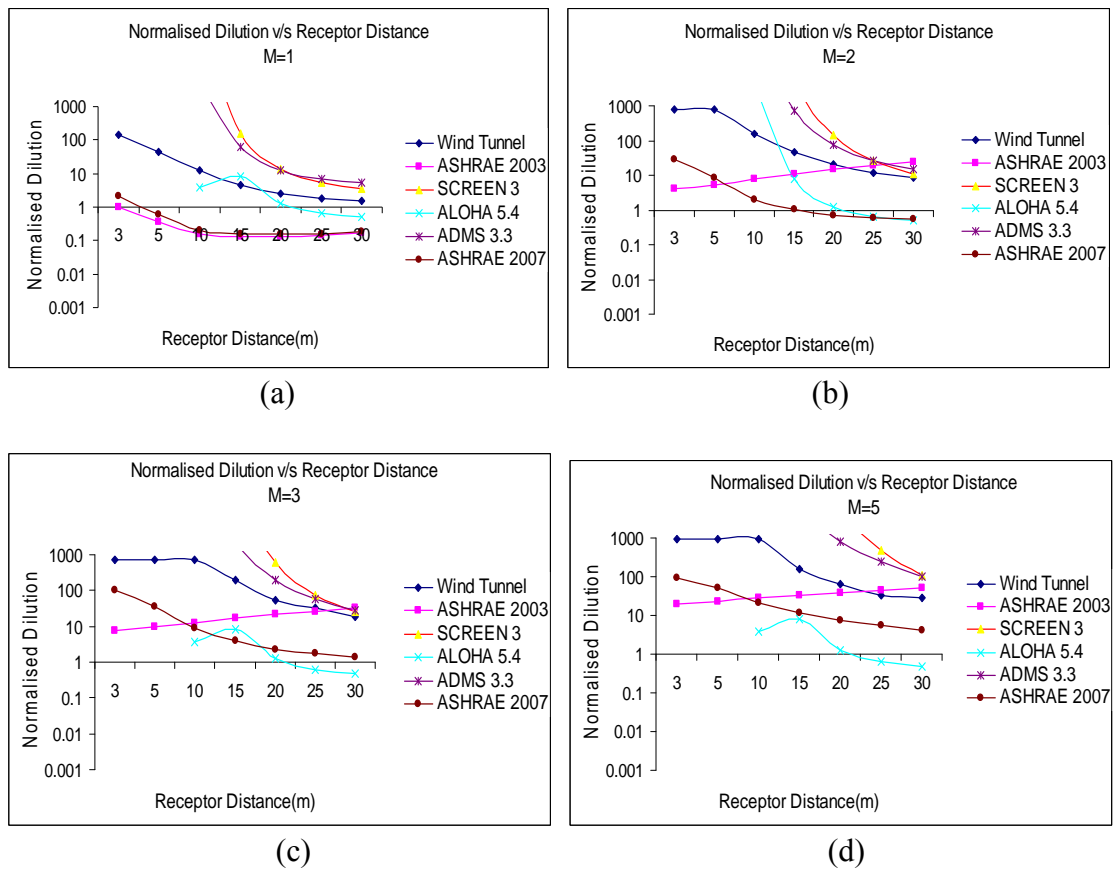 Normalised Dilution v/s Receptor Distance
M=1
Normalised Dilution
1000
100
10
1
0.1
0.01
0.001
3 5 10 15 20 25 30
Receptor Distance(m)
Wind Tunnel
ASHRAE 2003
SCREEN 3
ALOHA 5.4
ADMS 3.3
ASHRAE 2007
(a)
Normalised Dilution v/s Receptor Distance
M=2
Normalised Dilution
1000
100
10
1
0.1
0.01
0.001
3 5 10 15 20 25 30
Receptor Distance(m)
Wind Tunnel
ASHRAE 2003
SCREEN 3
ALOHA 5.4
ADMS 3.3
ASHRAE 2007
(b)
Normalised Dilution v/s Receptor Distance
M=3
Normalised Dilution
1000
100
10
1
0.1
0.01
0.001
3 5 10 15 20 25 30
Receptor Distance(m)
Wind Tunnel
ASHRAE 2003
SCREEN 3
ALOHA 5.4
ADMS 3.3
ASHRAE 2007
(c)
Normalised Dilution v/s Receptor Distance
M=5
Normalised Dilution
1000
100
10
1
0.1
0.01
0.001
3 5 10 15 20 25 30
Receptor Distance(m)
Wind Tunnel
ASHRAE 2003
SCREEN 3
ALOHA 5.4
ADMS 3.3
ASHRAE 2007
(d)